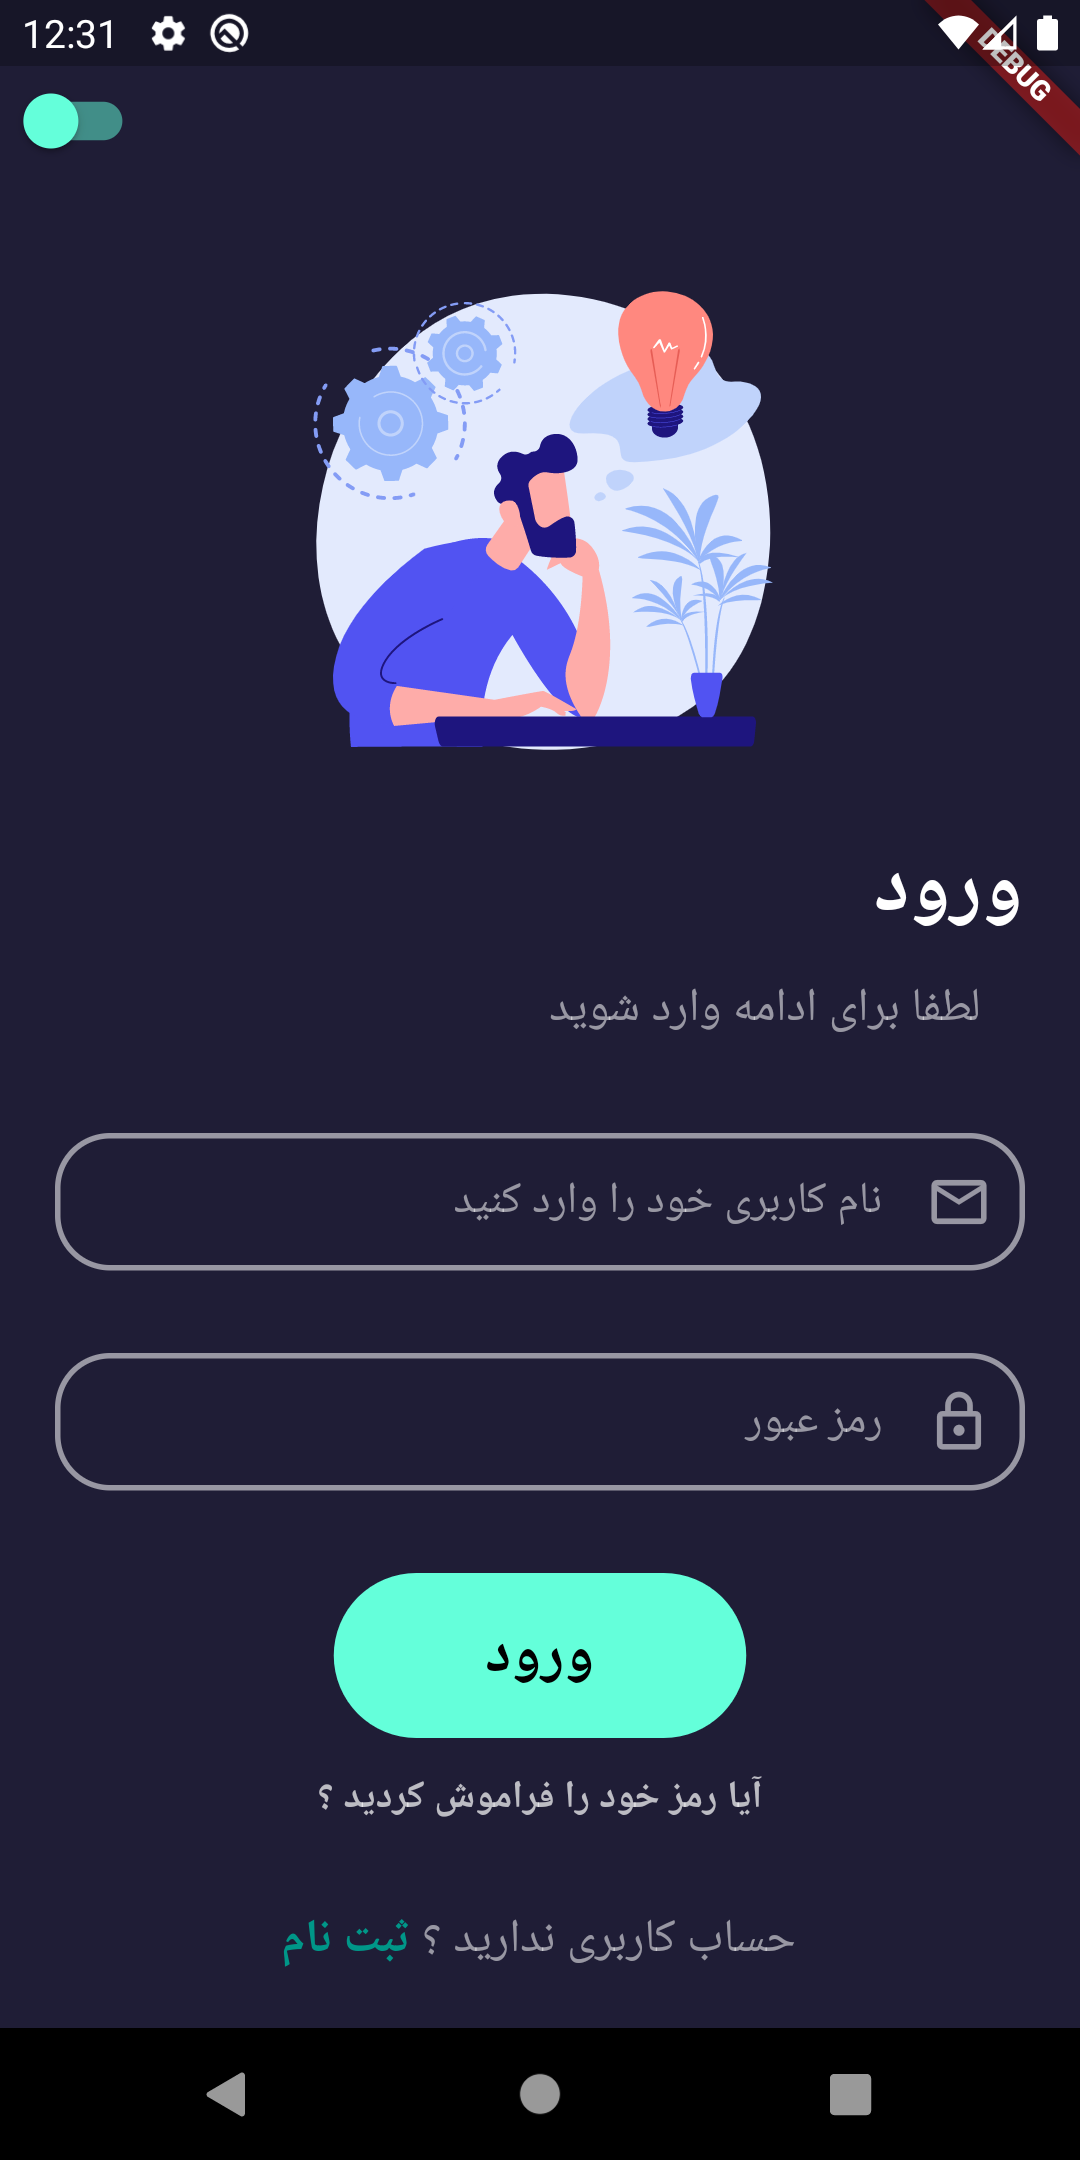 12:31
DEBUG
ورود
لطفا برای ادامه وارد شوید
نام کاربری خود را وارد کنید
رمز عبور
ورود
آیا رمز خود را فراموش کردید ؟
حساب کاربری ندارید ؟ ثبت نام